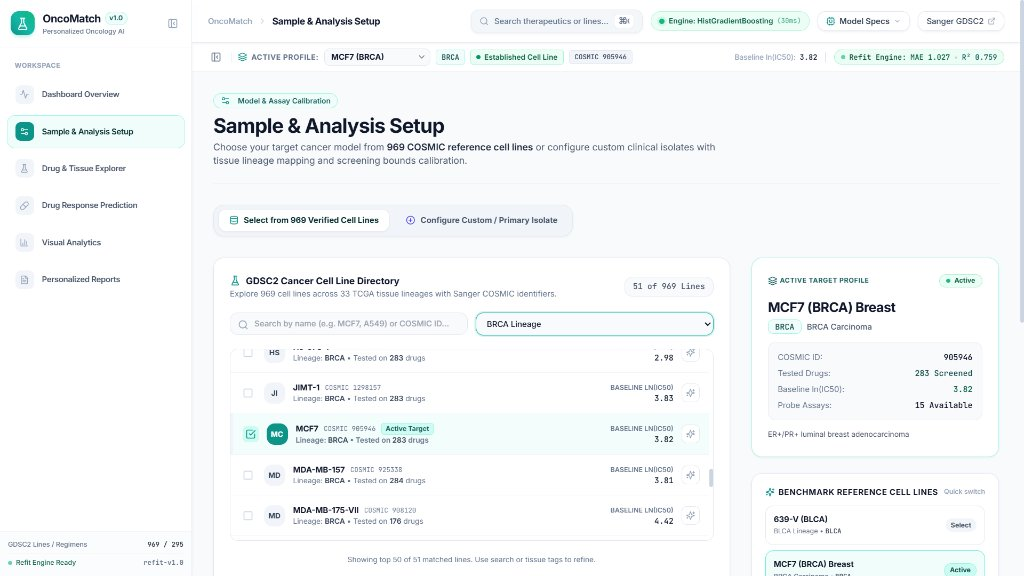 OncoMatch v1.0
Personalized Oncology AI
WORKSPACE
Dashboard Overview
Sample & Analysis Setup
Drug & Tissue Explorer
Drug Response Prediction
Visual Analytics
Personalized Reports
GDSC2 Lines / Regimens 969 / 295
Refit Engine Ready refit-v1.0
OncoMatch > Sample & Analysis Setup
Search therapeutics or lines... ⌘K
Engine: HistGradientBoosting (30ms)
Model Specs
Sanger GDSC2
ACTIVE PROFILE: MCF7 (BRCA) BRCA Established Cell Line COSMIC 905946
Baseline ln(IC50): 3.82
Refit Engine: MAE 1.027 · R² 0.759
Model & Assay Calibration
Sample & Analysis Setup
Choose your target cancer model from 969 COSMIC reference cell lines or configure custom clinical isolates with
tissue lineage mapping and screening bounds calibration.
Select from 969 Verified Cell Lines
Configure Custom / Primary Isolate
GDSC2 Cancer Cell Line Directory
Explore 969 cell lines across 33 TCGA tissue lineages with Sanger COSMIC identifiers.
51 of 969 Lines
Search by name (e.g. MCF7, A549) or COSMIC ID...
BRCA Lineage
HS
Lineage: BRCA • Tested on 283 drugs
2.98
JI
JIMT-1 COSMIC 1298157
Lineage: BRCA • Tested on 283 drugs
BASELINE LN(IC50)
3.83
MC
MCF7 COSMIC 905946 Active Target
Lineage: BRCA • Tested on 283 drugs
BASELINE LN(IC50)
3.82
MD
MDA-MB-157 COSMIC 925338
Lineage: BRCA • Tested on 284 drugs
BASELINE LN(IC50)
3.81
MD
MDA-MB-175-VII COSMIC 908120
Lineage: BRCA • Tested on 176 drugs
BASELINE LN(IC50)
4.42
Showing top 50 of 51 matched lines. Use search or tissue tags to refine.
ACTIVE TARGET PROFILE Active
MCF7 (BRCA) Breast
BRCA BRCA Carcinoma
COSMIC ID: 905946
Tested Drugs: 283 Screened
Baseline ln(IC50): 3.82
Probe Assays: 15 Available
ER+/PR+ luminal breast adenocarcinoma
BENCHMARK REFERENCE CELL LINES Quick switch
639-V (BLCA)
BLCA Lineage • BLCA
Select
MCF7 (BRCA) Breast
Active